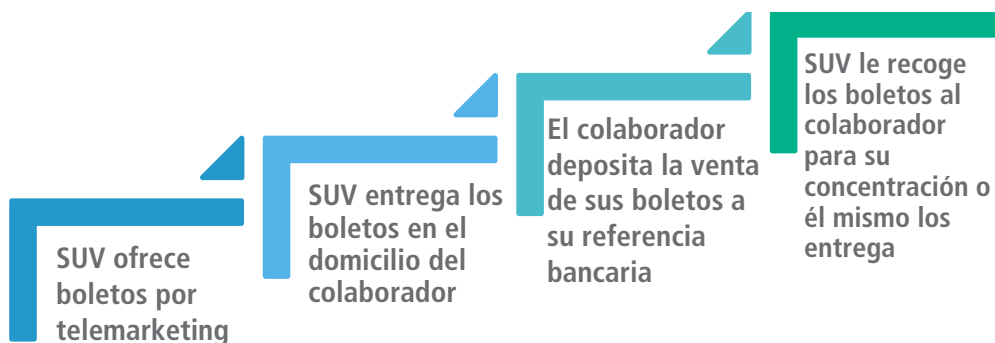 SUV ofrece
boletos por
telemarketing
SUV entrega los
boletos en el
domicilio del
colaborador
El colaborador
deposita la venta
de sus boletos a
su referencia
bancaria
SUV le recoge
los boletos al
colaborador
para su
concentración o
él mismo los
entrega